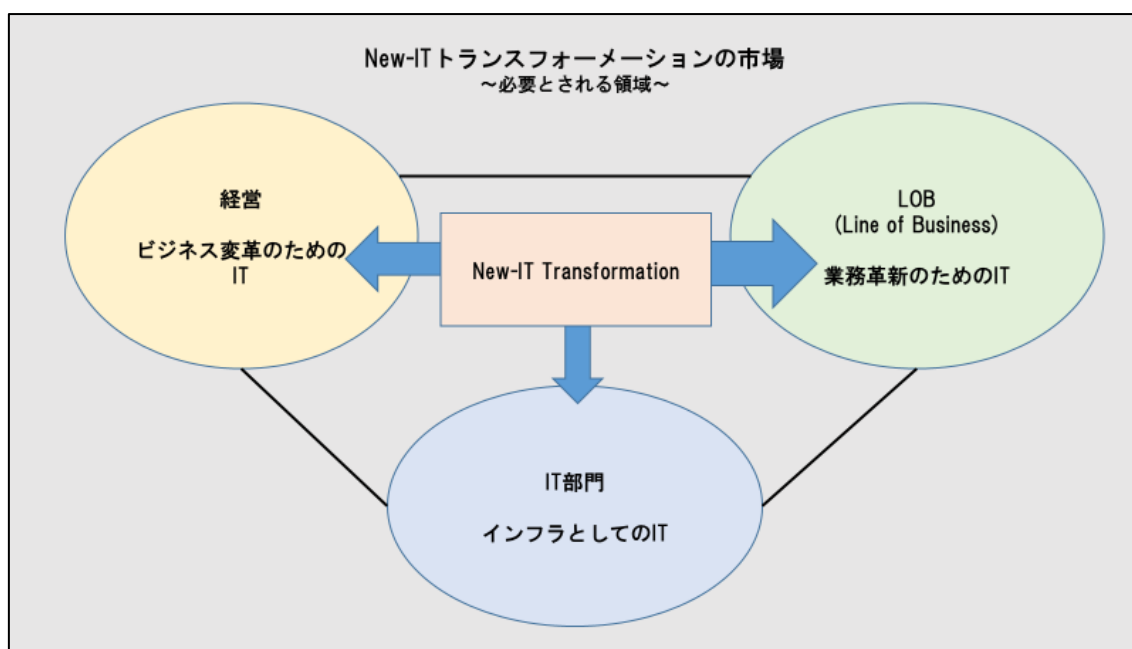 New-ITトランスフォーメーションの市場
～必要とされる領域～
経営
ビジネス変革のための
IT
New-IT Transformation
LOB
(Line of Business)
業務革新のためのIT
IT部門
インフラとしてのIT